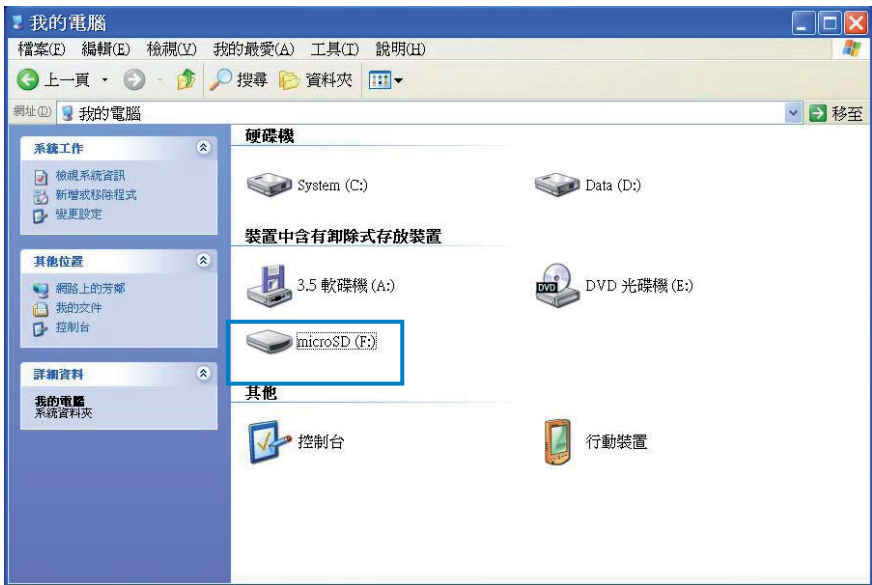 我的電腦
檔案(F) 編輯(E) 檢視(V) 我的最愛(A) 工具(T) 說明(H)
上一頁 搜尋 資料夾
網址(D) 我的電腦 移至
系統工作
檢視系統資訊
新增或移除程式
變更設定
其他位置
網路上的芳鄰
我的文件
控制台
詳細資料
我的電腦
系統資料夾
硬碟機
System (C:) Data (D:)
裝置中含有卸除式存放裝置
3.5 軟碟機 (A:) DVD 光碟機 (E:)
DVD
microSD (F:)
其他
控制台 行動裝置